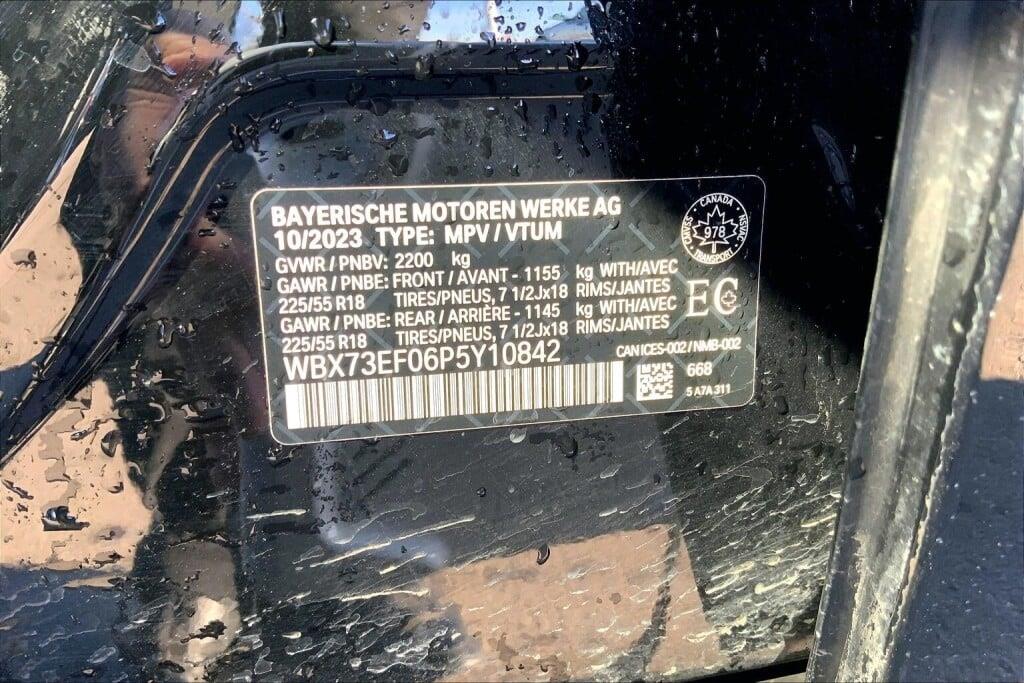 BAYERISCHE MOTOREN WERKE AG
10/2023 TYPE: MPV / VTUM
GVWR / PNBV: 2200 kg
GAWR / PNBE: FRONT / AVANT - 1155 kg WITH/AVEC
225/55 R18 TIRES/PNEUS, 7 1/2Jx18 RIMS/JANTES
GAWR / PNBE: REAR / ARRIÈRE - 1145 kg WITH/AVEC
225/55 R18 TIRES/PNEUS, 7 1/2Jx18 RIMS/JANTES
WBX73EF06P5Y10842
CANADA
CMVSS 978 NSVAC
TRANSPORT
EC
CAN ICES-002 / NMB-002
668
5 A7A 311